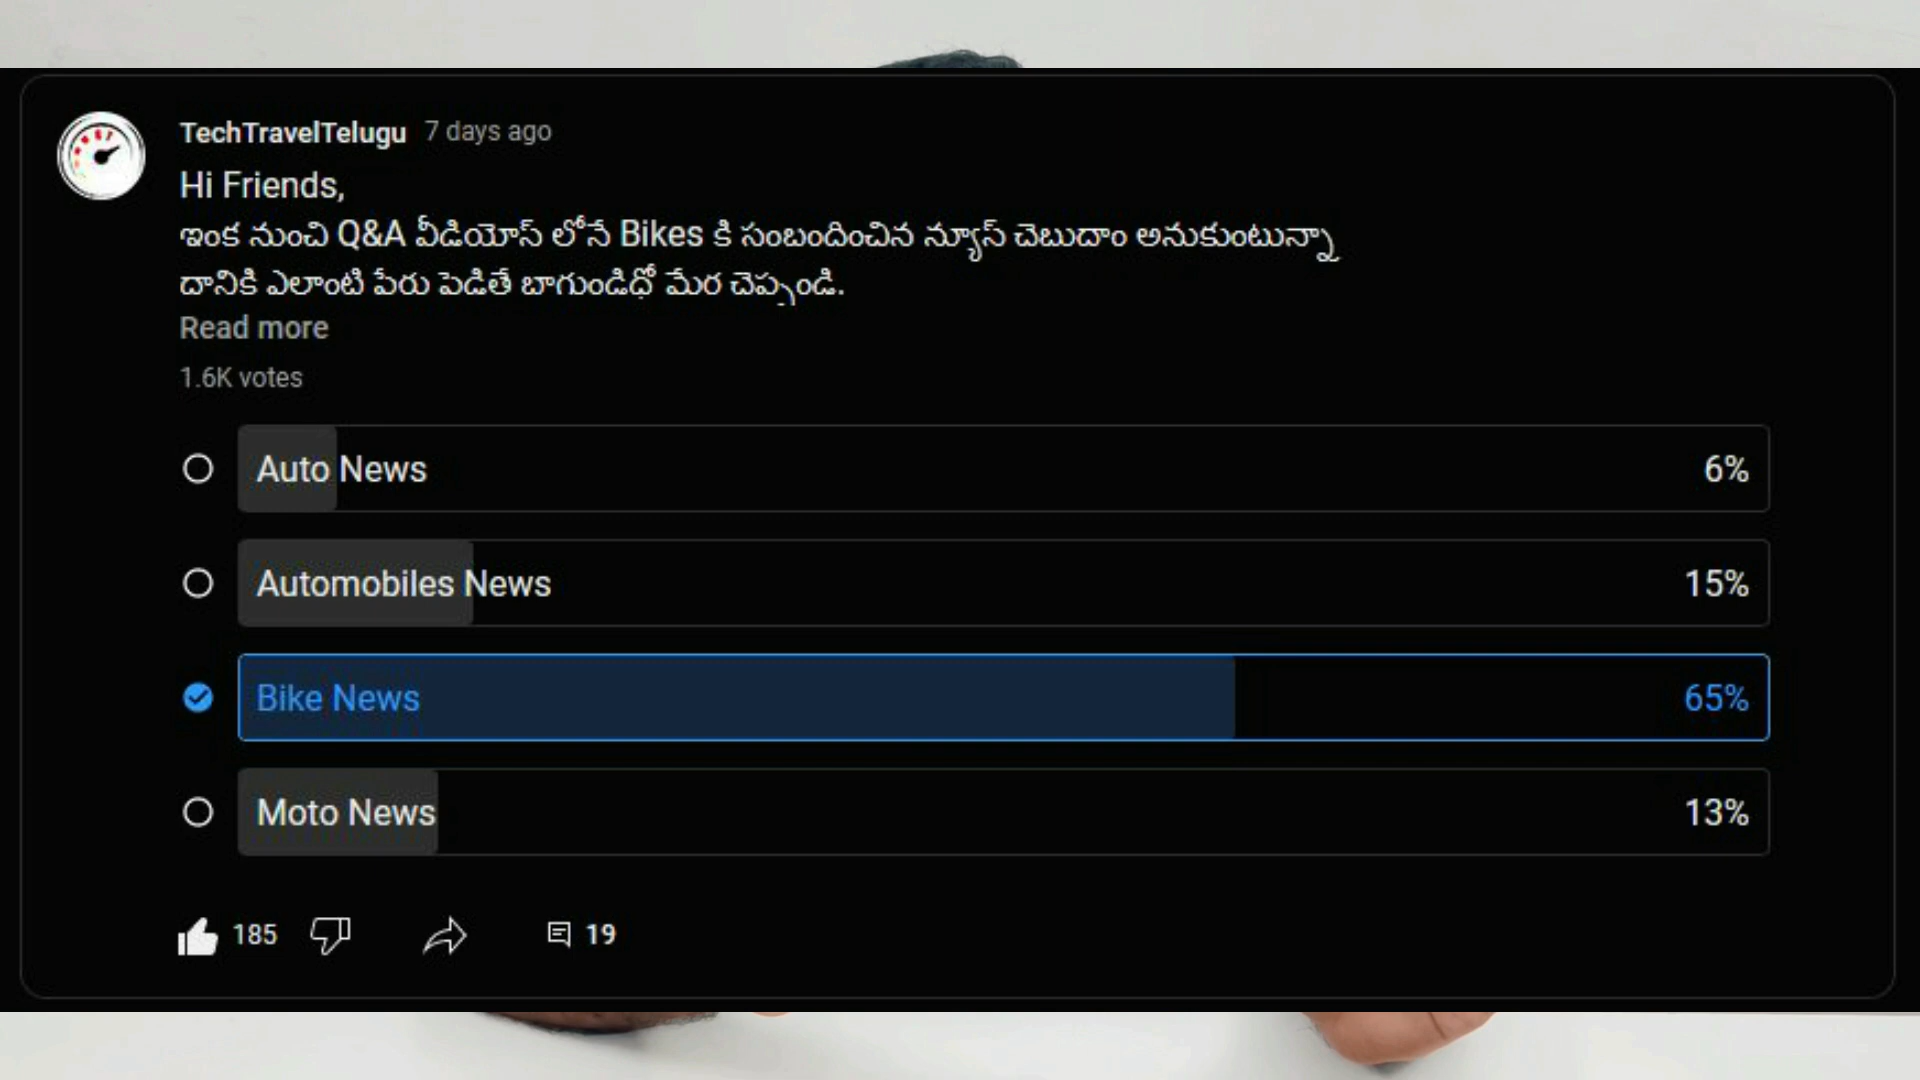 TechTravelTelugu 7 days ago
Hi Friends,
ఇంక నుంచి Q&A వీడియోస్ లోనే Bikes కి సంబందించిన న్యూస్ చెబుదాం అనుకుంటున్నా
దానికి ఎలాంటి పేరు పెడితే బాగుండిధో మేర చెప్పండి.
Read more
1.6K votes
Auto News 6%
Automobiles News 15%
Bike News 65%
Moto News 13%
185 19